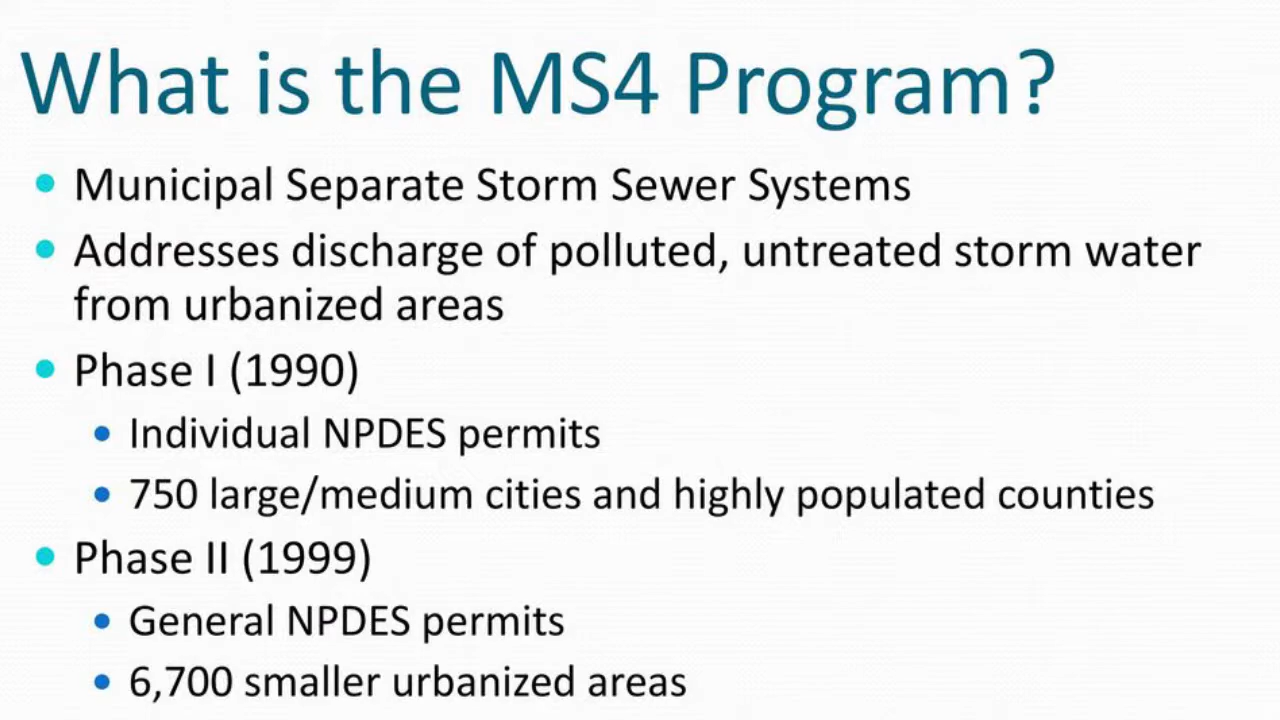 What is the MS4 Program?
Municipal Separate Storm Sewer Systems
Addresses discharge of polluted, untreated storm water
from urbanized areas
Phase I (1990)
Individual NPDES permits
750 large/medium cities and highly populated counties
Phase II (1999)
General NPDES permits
6,700 smaller urbanized areas